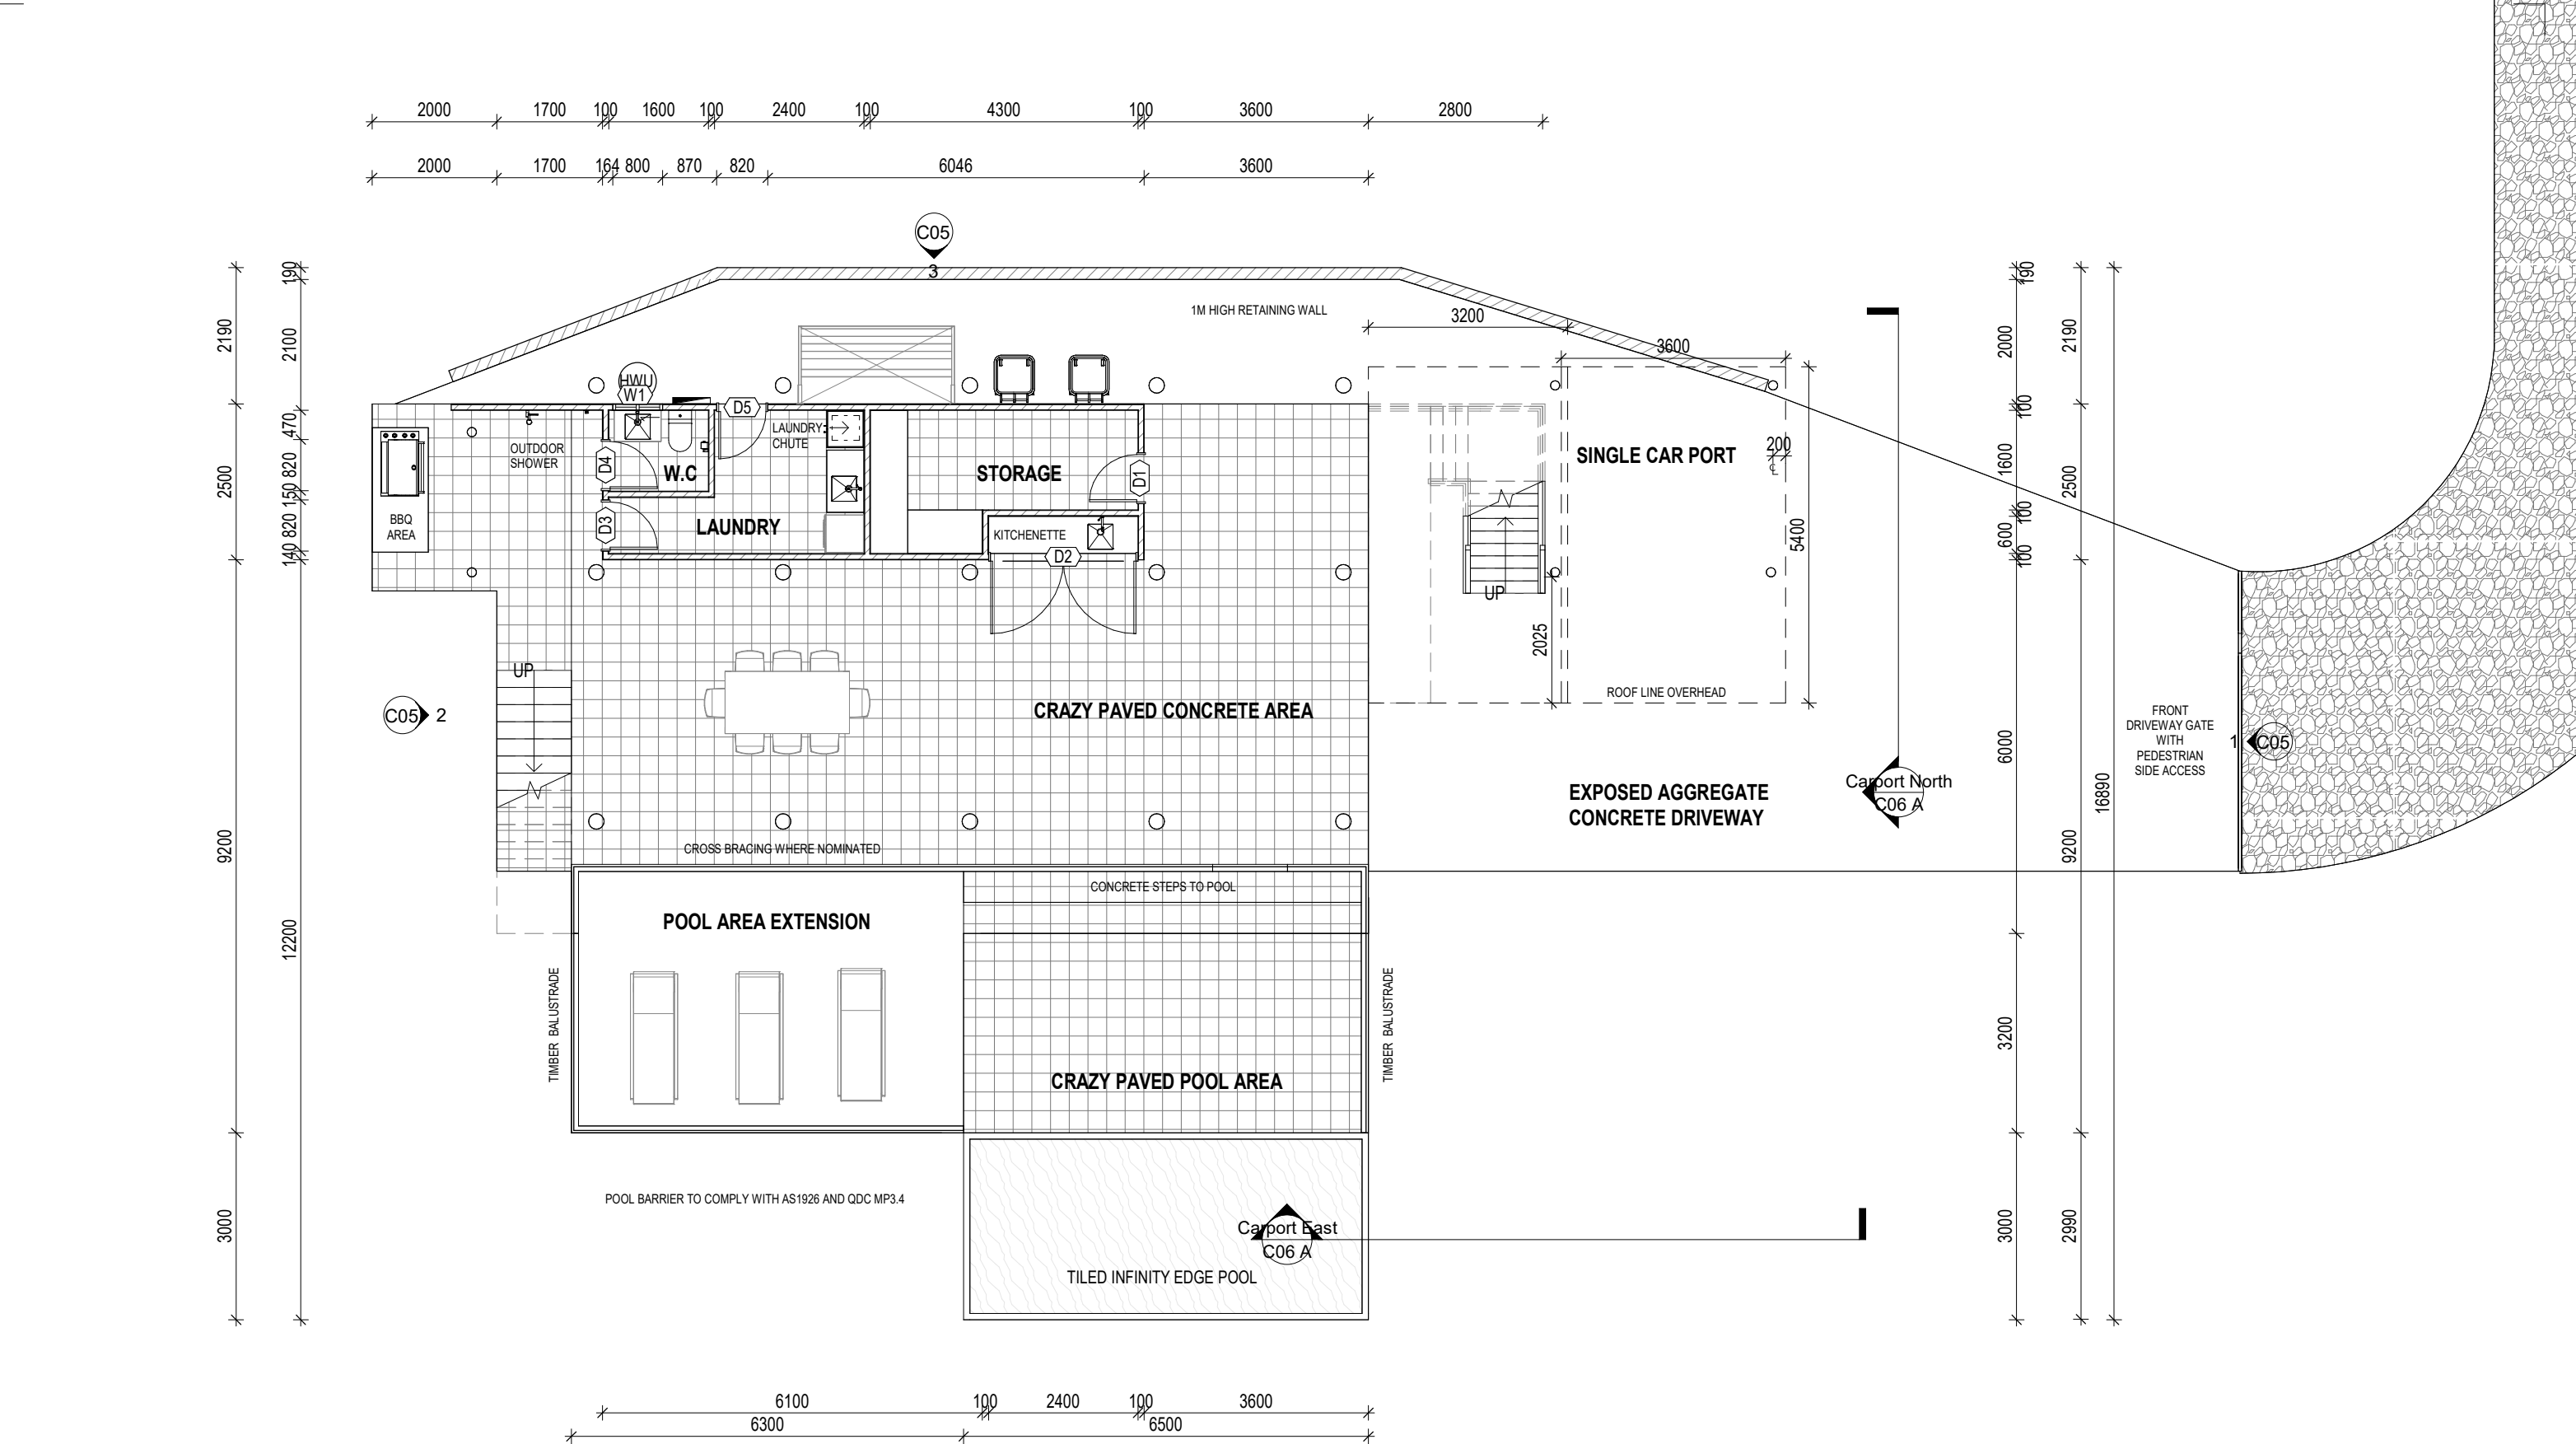 2000 1700 100 1600 100 2400 100 4300 100 3600 2800
2000 1700 164 800 870 820 6046 3600
C05
3
1M HIGH RETAINING WALL
3200
3600
190
2190
2100
470
820
2500
150
820
140
9200
12200
3000
190
2000
2190
100
1600
2500
100
600
100
6000
16890
9200
3200
3000
2990
HWU
W1
D5
LAUNDRY
CHUTE
OUTDOOR
SHOWER
D4
W.C
STORAGE
D1
SINGLE CAR PORT
200
℄
BBQ
AREA
D3
LAUNDRY
KITCHENETTE
D2
5400
UP
2025
UP
ROOF LINE OVERHEAD
C05 2
CRAZY PAVED CONCRETE AREA
FRONT
DRIVEWAY GATE
WITH
PEDESTRIAN
SIDE ACCESS
1 C05
EXPOSED AGGREGATE
CONCRETE DRIVEWAY
Carport North
C06 A
CROSS BRACING WHERE NOMINATED
CONCRETE STEPS TO POOL
POOL AREA EXTENSION
TIMBER BALUSTRADE
TIMBER BALUSTRADE
CRAZY PAVED POOL AREA
POOL BARRIER TO COMPLY WITH AS1926 AND QDC MP3.4
Carport East
C06 A
TILED INFINITY EDGE POOL
6100 100 2400 100 3600
6300 6500